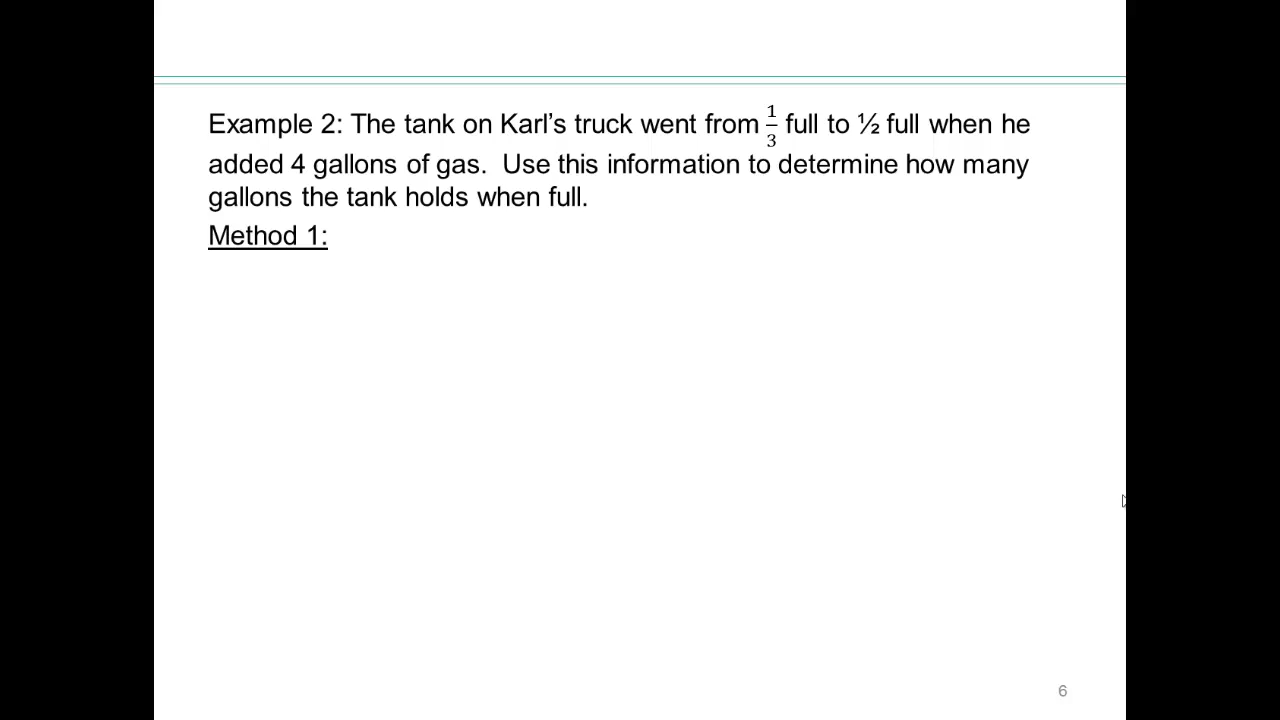 Example 2: The tank on Karl’s truck went from 1/3 full to ½ full when he
added 4 gallons of gas.  Use this information to determine how many
gallons the tank holds when full.
Method 1:
6